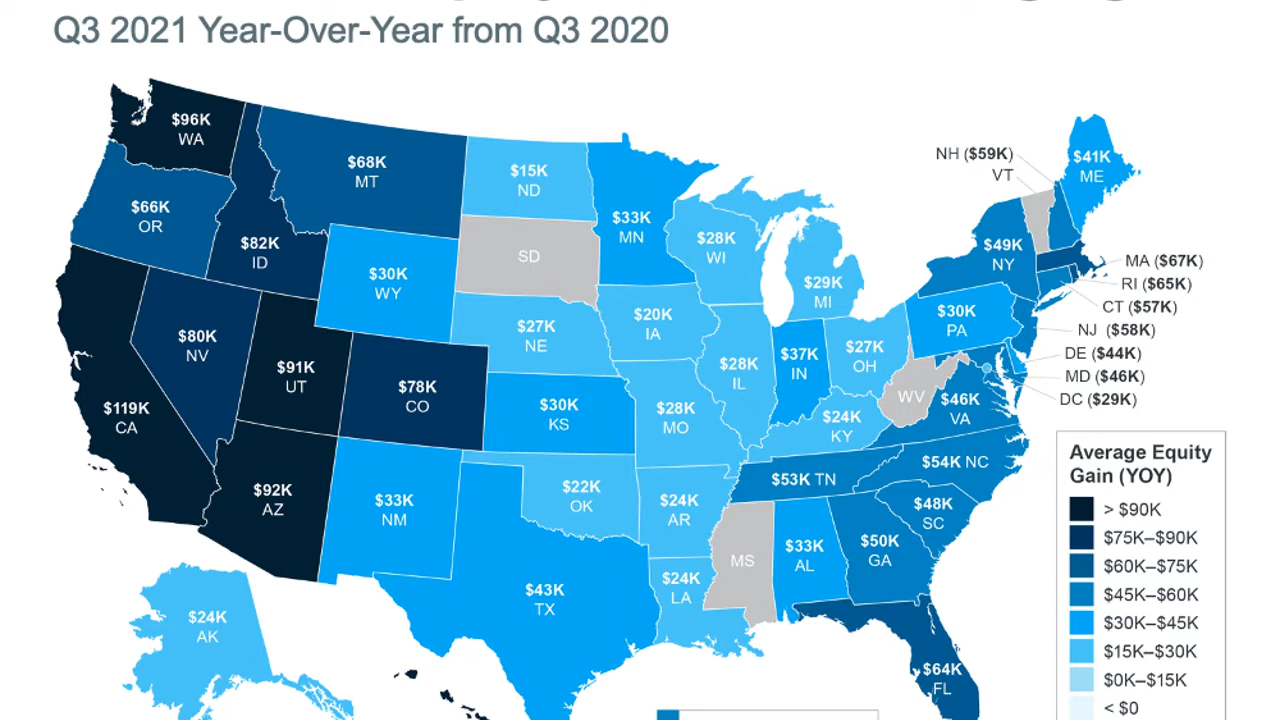 Q3 2021 Year-Over-Year from Q3 2020
$96K
WA
$68K
MT
$15K
ND
$33K
MN
NH ($59K)
VT
$41K
ME
$66K
OR
$82K
ID
$30K
WY
SD
$28K
WI
$29K
MI
$49K
NY
MA ($67K)
RI ($65K)
CT ($57K)
NJ ($58K)
DE ($44K)
MD ($46K)
DC ($29K)
$80K
NV
$91K
UT
$78K
CO
$27K
NE
$20K
IA
$28K
IL
$37K
IN
$27K
OH
$30K
PA
WV
$46K
VA
$119K
CA
$30K
KS
$28K
MO
$24K
KY
$54K NC
$53K TN
$92K
AZ
$33K
NM
$22K
OK
$24K
AR
$48K
SC
$43K
TX
$24K
LA
MS
$33K
AL
$50K
GA
$64K
FL
$24K
AK
Average Equity
Gain (YOY)
> $90K
$75K–$90K
$60K–$75K
$45K–$60K
$30K–$45K
$15K–$30K
$0K–$15K
< $0